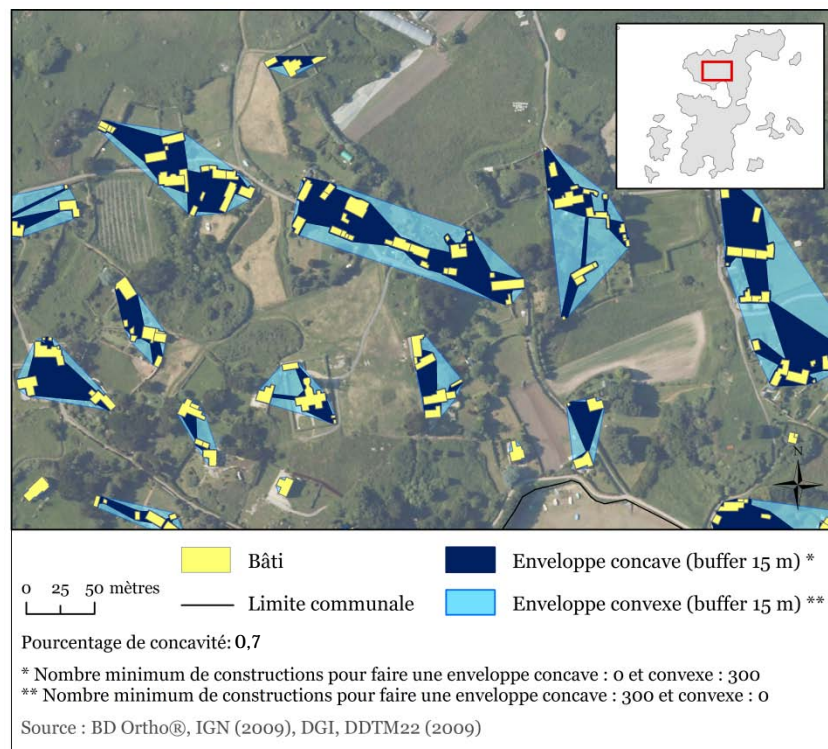 N
Bâti
Enveloppe concave (buffer 15 m) *
0 25 50 mètres
Limite communale
Enveloppe convexe (buffer 15 m) **
Pourcentage de concavité: 0,7
* Nombre minimum de constructions pour faire une enveloppe concave : 0 et convexe : 300
** Nombre minimum de constructions pour faire une enveloppe concave : 300 et convexe : 0
Source : BD Ortho®, IGN (2009), DGI, DDTM22 (2009)